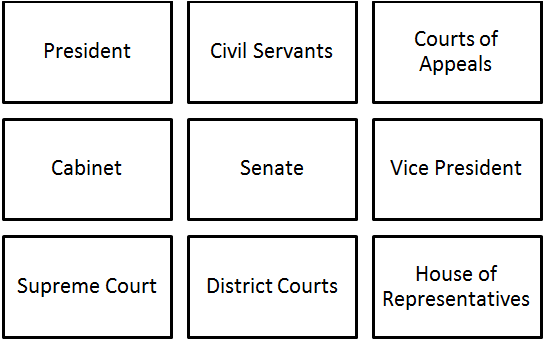 President
Civil Servants
Courts of
Appeals
Cabinet
Senate
Vice President
Supreme Court
District Courts
House of
Representatives